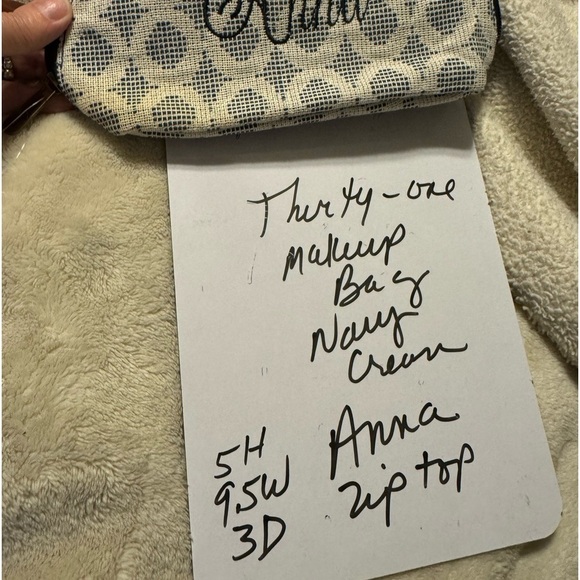 Anna
Thirty-one
Makeup
Bag
Navy
Cream
5H Anna
9.5W zip top
3D